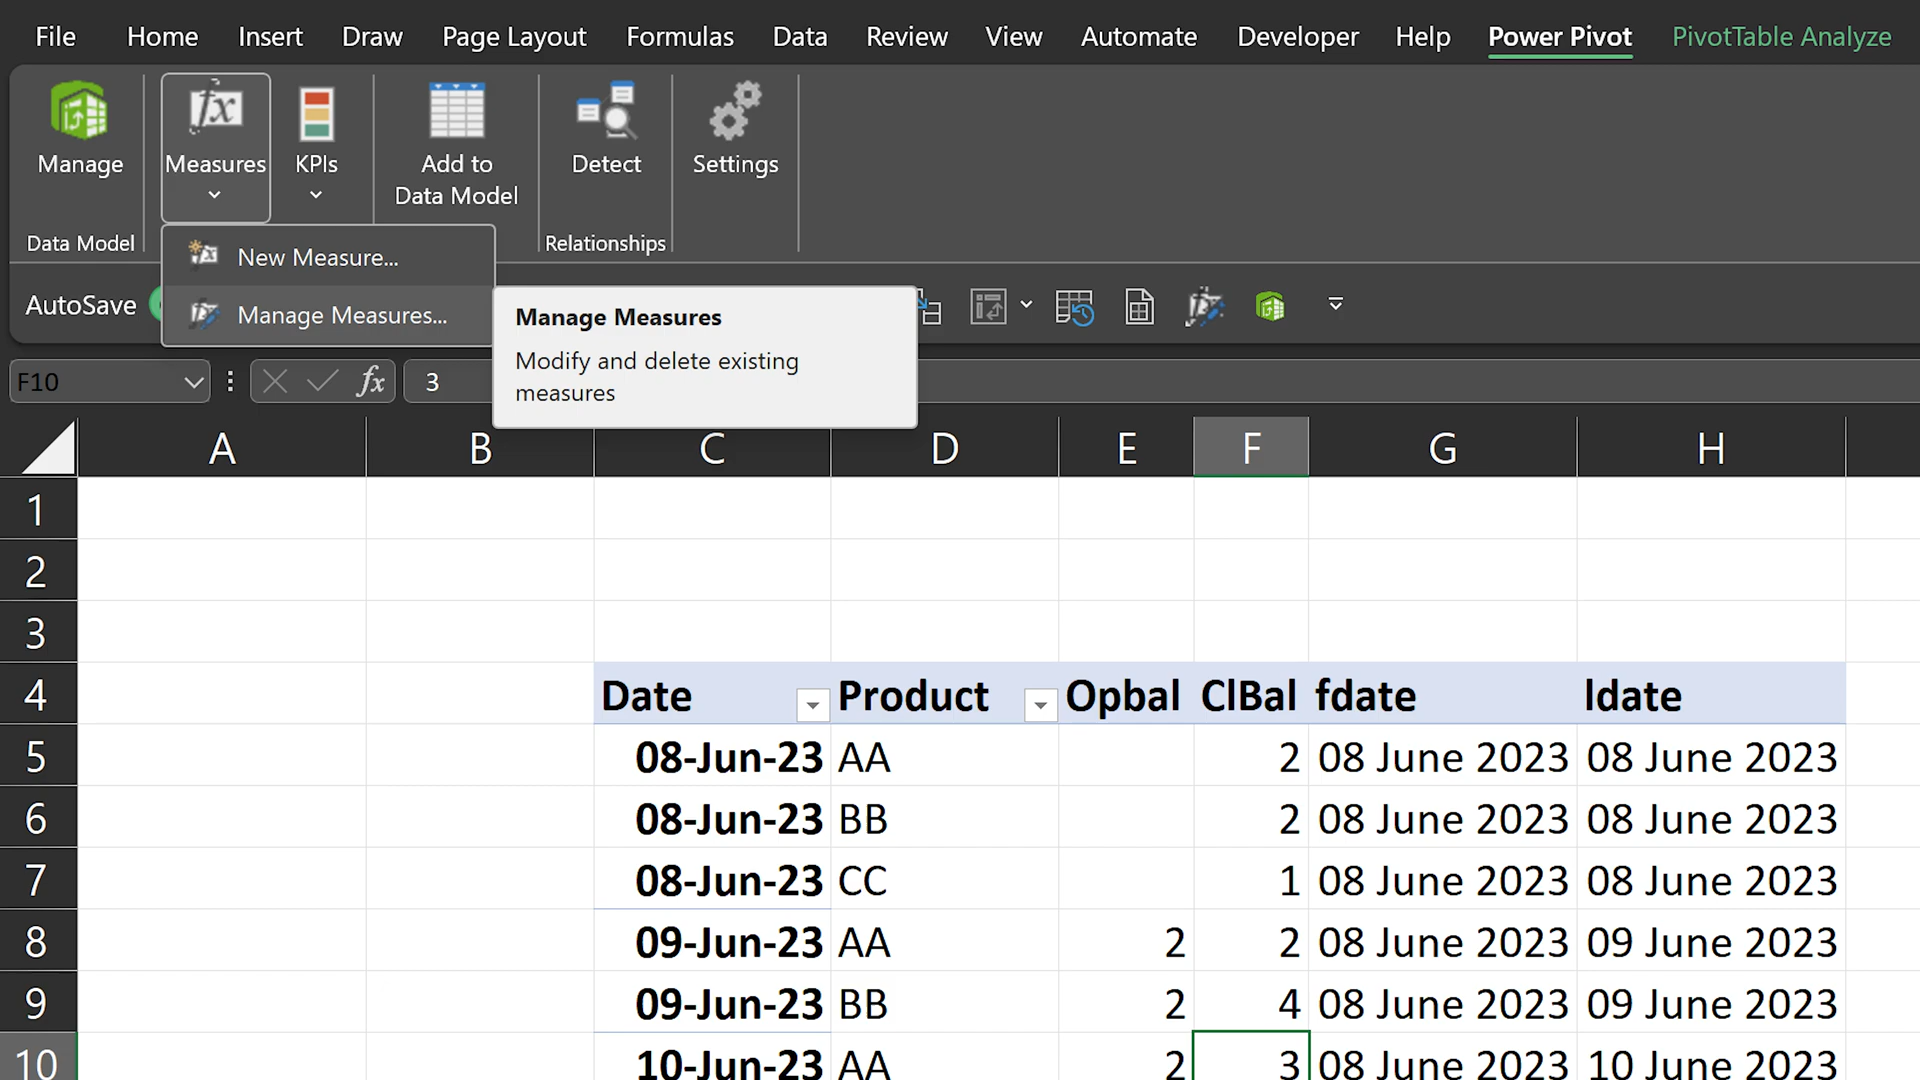 File Home Insert Draw Page Layout Formulas Data Review View Automate Developer Help Power Pivot PivotTable Analyze
Manage Measures KPIs Add to Data Model Detect Settings
Data Model Relationships
New Measure...
Manage Measures...
AutoSave
Manage Measures
Modify and delete existing
measures
F10 fx 3
A B C D E F G H
1
2
3
4 Date Product Opbal ClBal fdate ldate
5 08-Jun-23 AA 2 08 June 2023 08 June 2023
6 08-Jun-23 BB 2 08 June 2023 08 June 2023
7 08-Jun-23 CC 1 08 June 2023 08 June 2023
8 09-Jun-23 AA 2 2 08 June 2023 09 June 2023
9 09-Jun-23 BB 2 4 08 June 2023 09 June 2023
10 10-Jun-23 AA 2 3 08 June 2023 10 June 2023